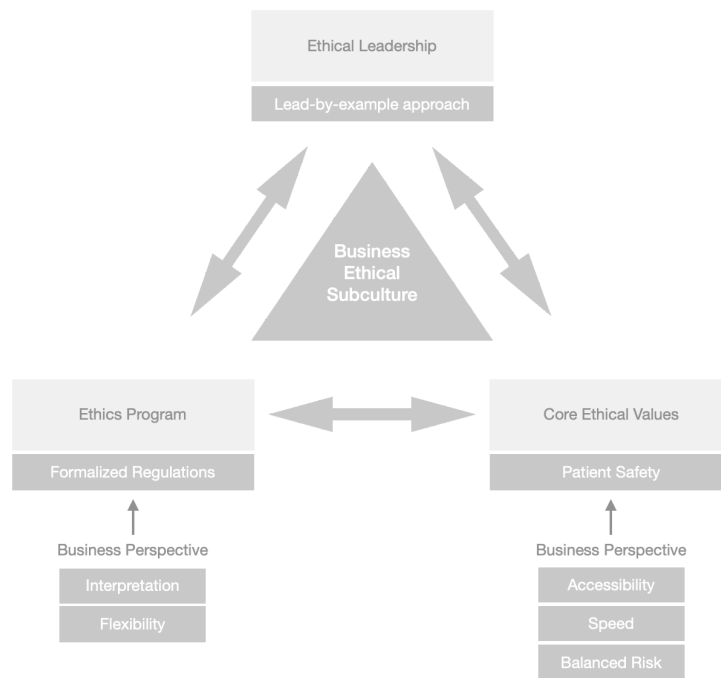 Ethical Leadership
Lead-by-example approach
Business
Ethical
Subculture
Ethics Program
Formalized Regulations
Business Perspective
Interpretation
Flexibility
Core Ethical Values
Patient Safety
Business Perspective
Accessibility
Speed
Balanced Risk